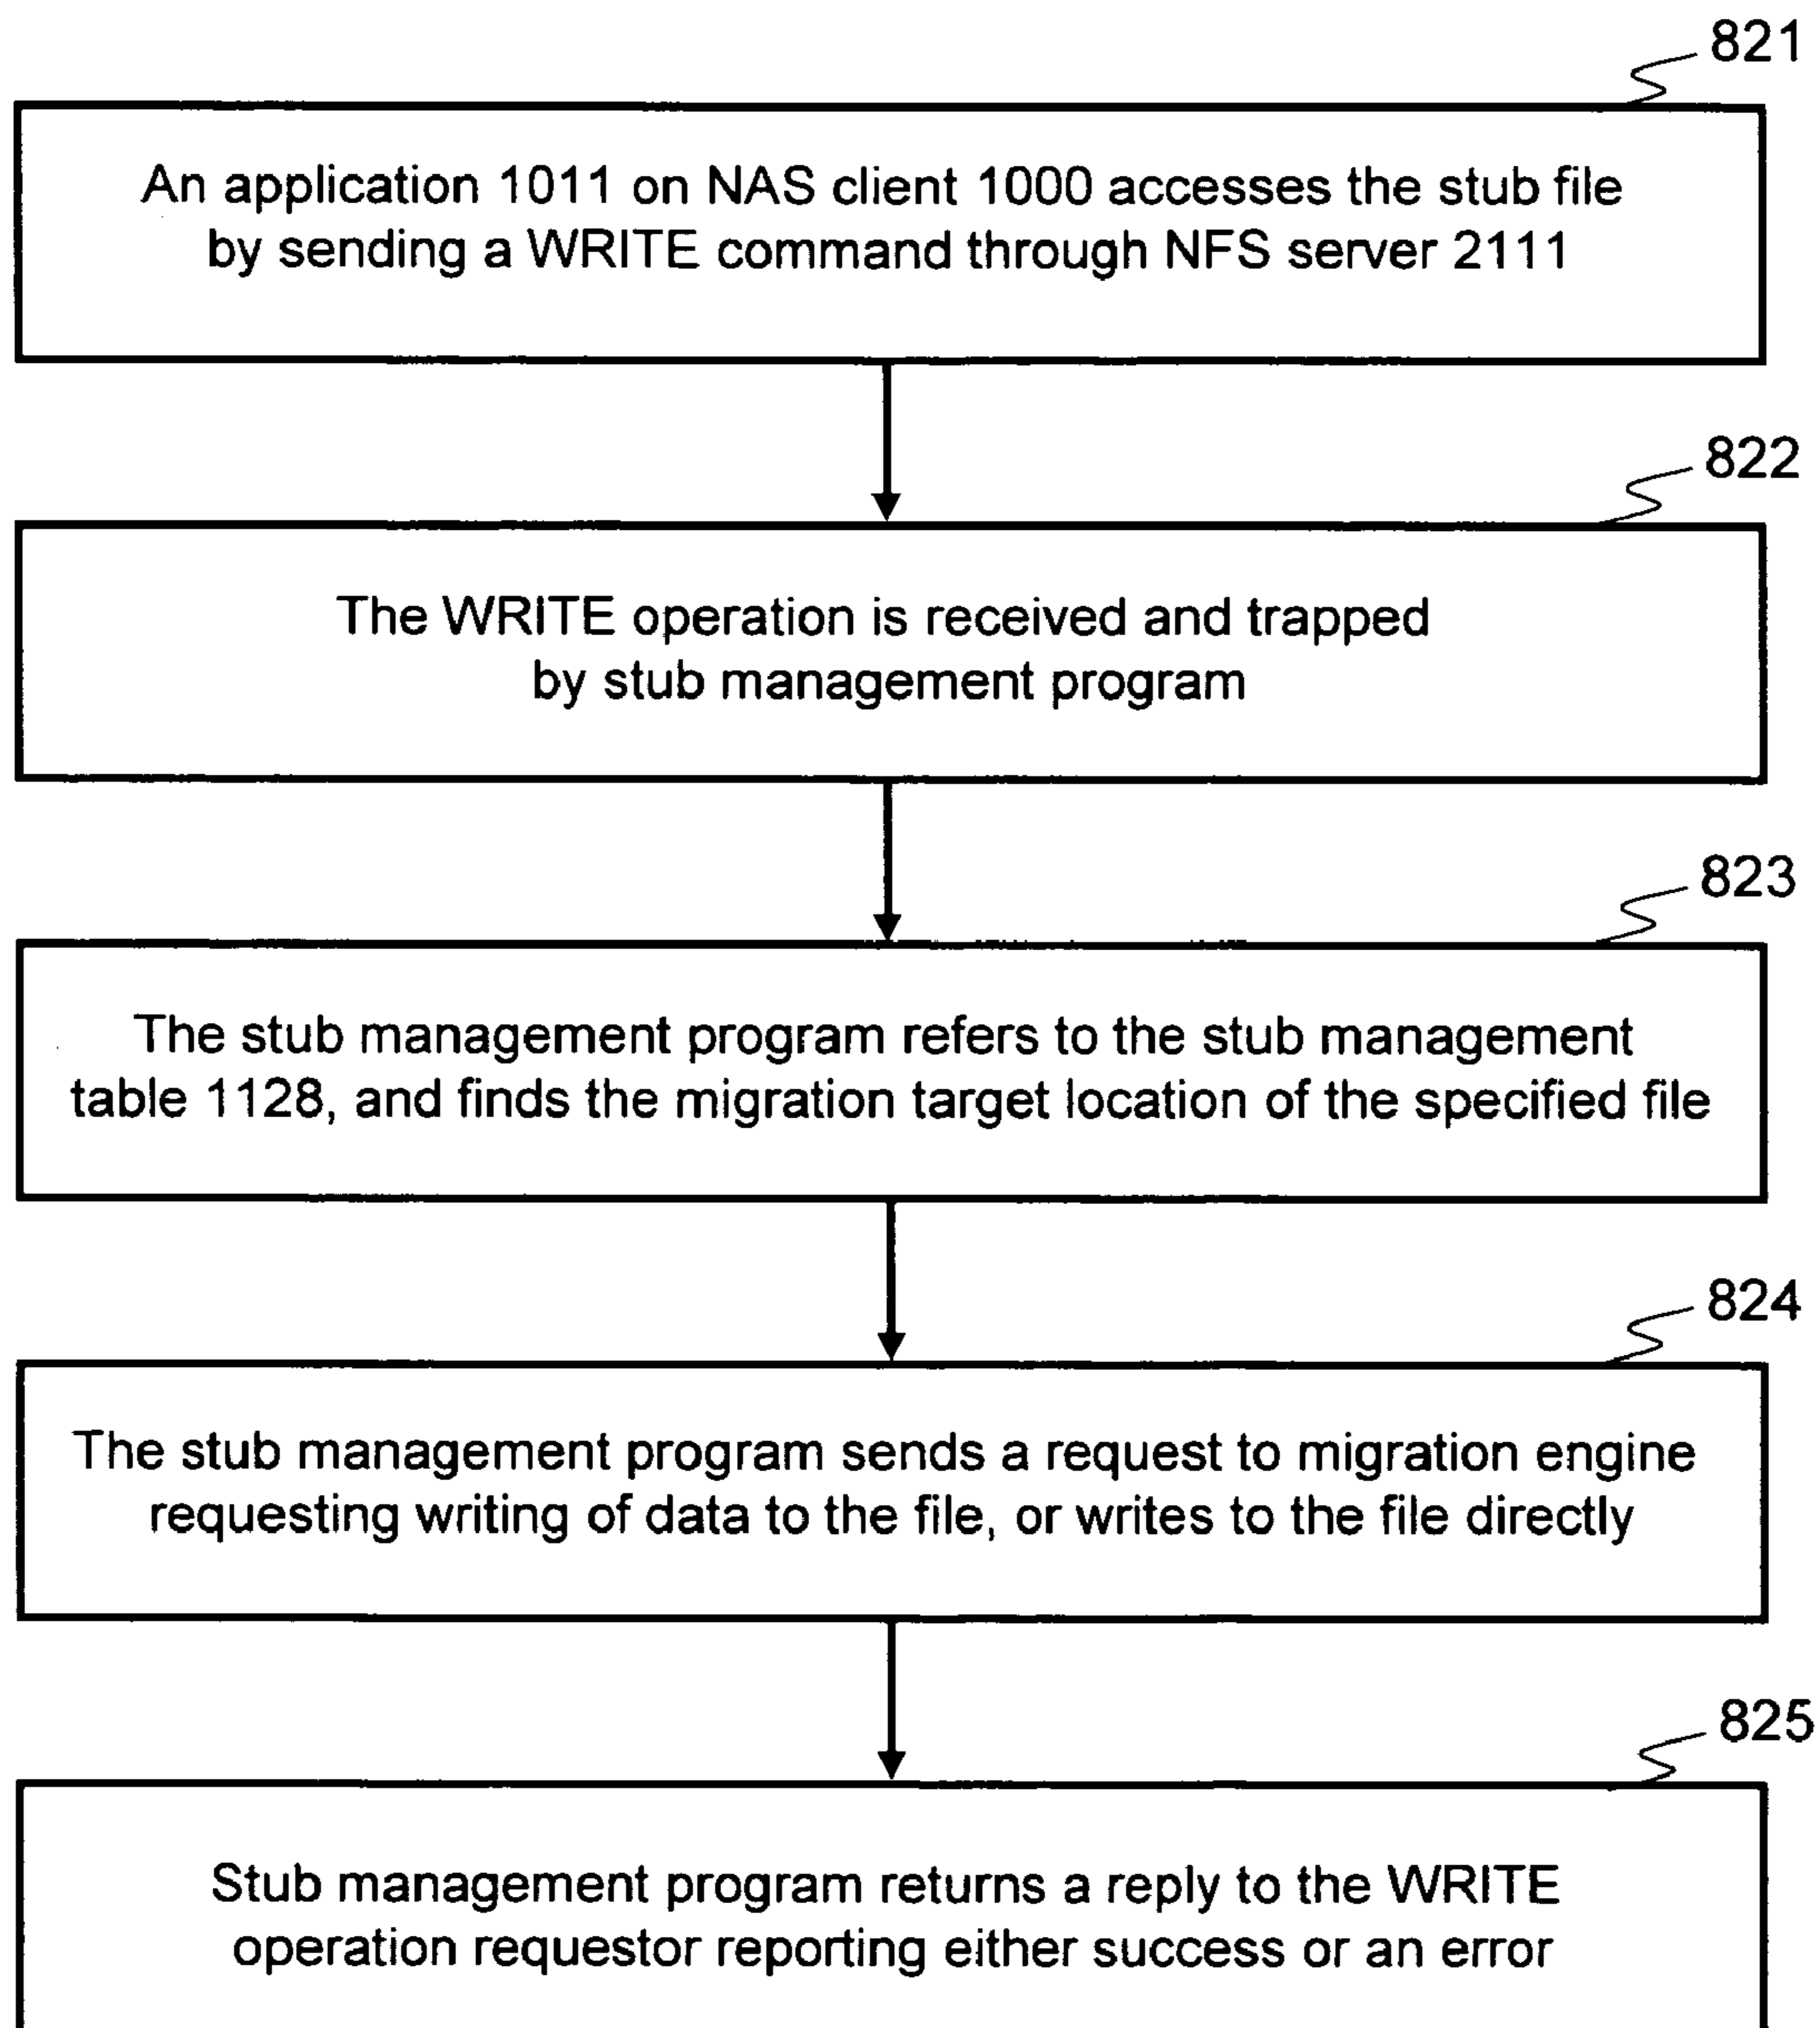 821
An application 1011 on NAS client 1000 accesses the stub file
by sending a WRITE command through NFS server 2111
822
The WRITE operation is received and trapped
by stub management program
823
The stub management program refers to the stub management
table 1128, and finds the migration target location of the specified file
824
The stub management program sends a request to migration engine
requesting writing of data to the file, or writes to the file directly
825
Stub management program returns a reply to the WRITE
operation requestor reporting either success or an error